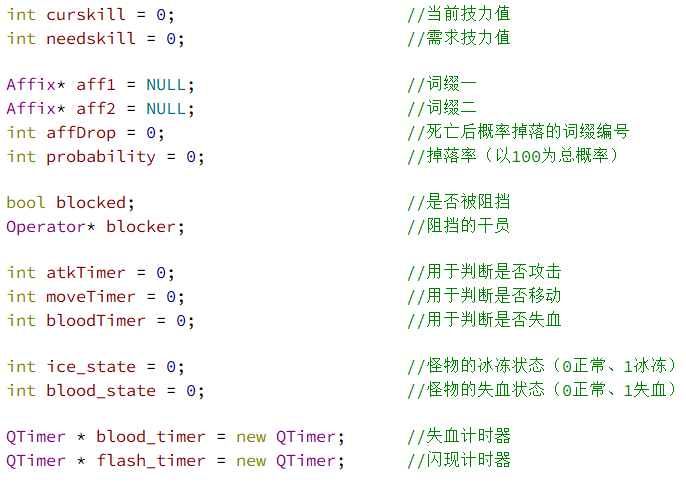 int curskill = 0; //当前技力值
int needskill = 0; //需求技力值
Affix* aff1 = NULL; //词缀一
Affix* aff2 = NULL; //词缀二
int affDrop = 0; //死亡后概率掉落的词缀编号
int probability = 0; //掉落率（以100为总概率）
bool blocked; //是否被阻挡
Operator* blocker; //阻挡的干员
int atkTimer = 0; //用于判断是否攻击
int moveTimer = 0; //用于判断是否移动
int bloodTimer = 0; //用于判断是否失血
int ice_state = 0; //怪物的冰冻状态（0正常、1冰冻）
int blood_state = 0; //怪物的失血状态（0正常、1失血）
QTimer * blood_timer = new QTimer; //失血计时器
QTimer * flash_timer = new QTimer; //闪现计时器